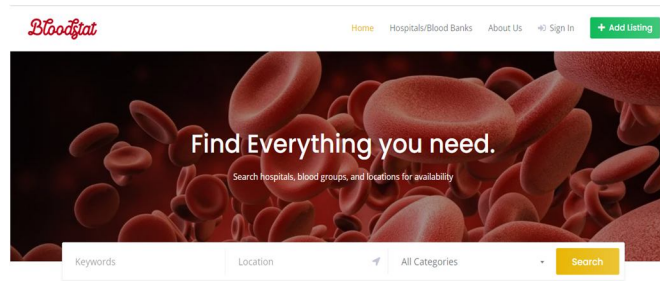 Bloodstat
Home Hospitals/Blood Banks About Us Sign In + Add Listing
Find Everything you need.
Search hospitals, blood groups, and locations for availability
Keywords Location All Categories Search